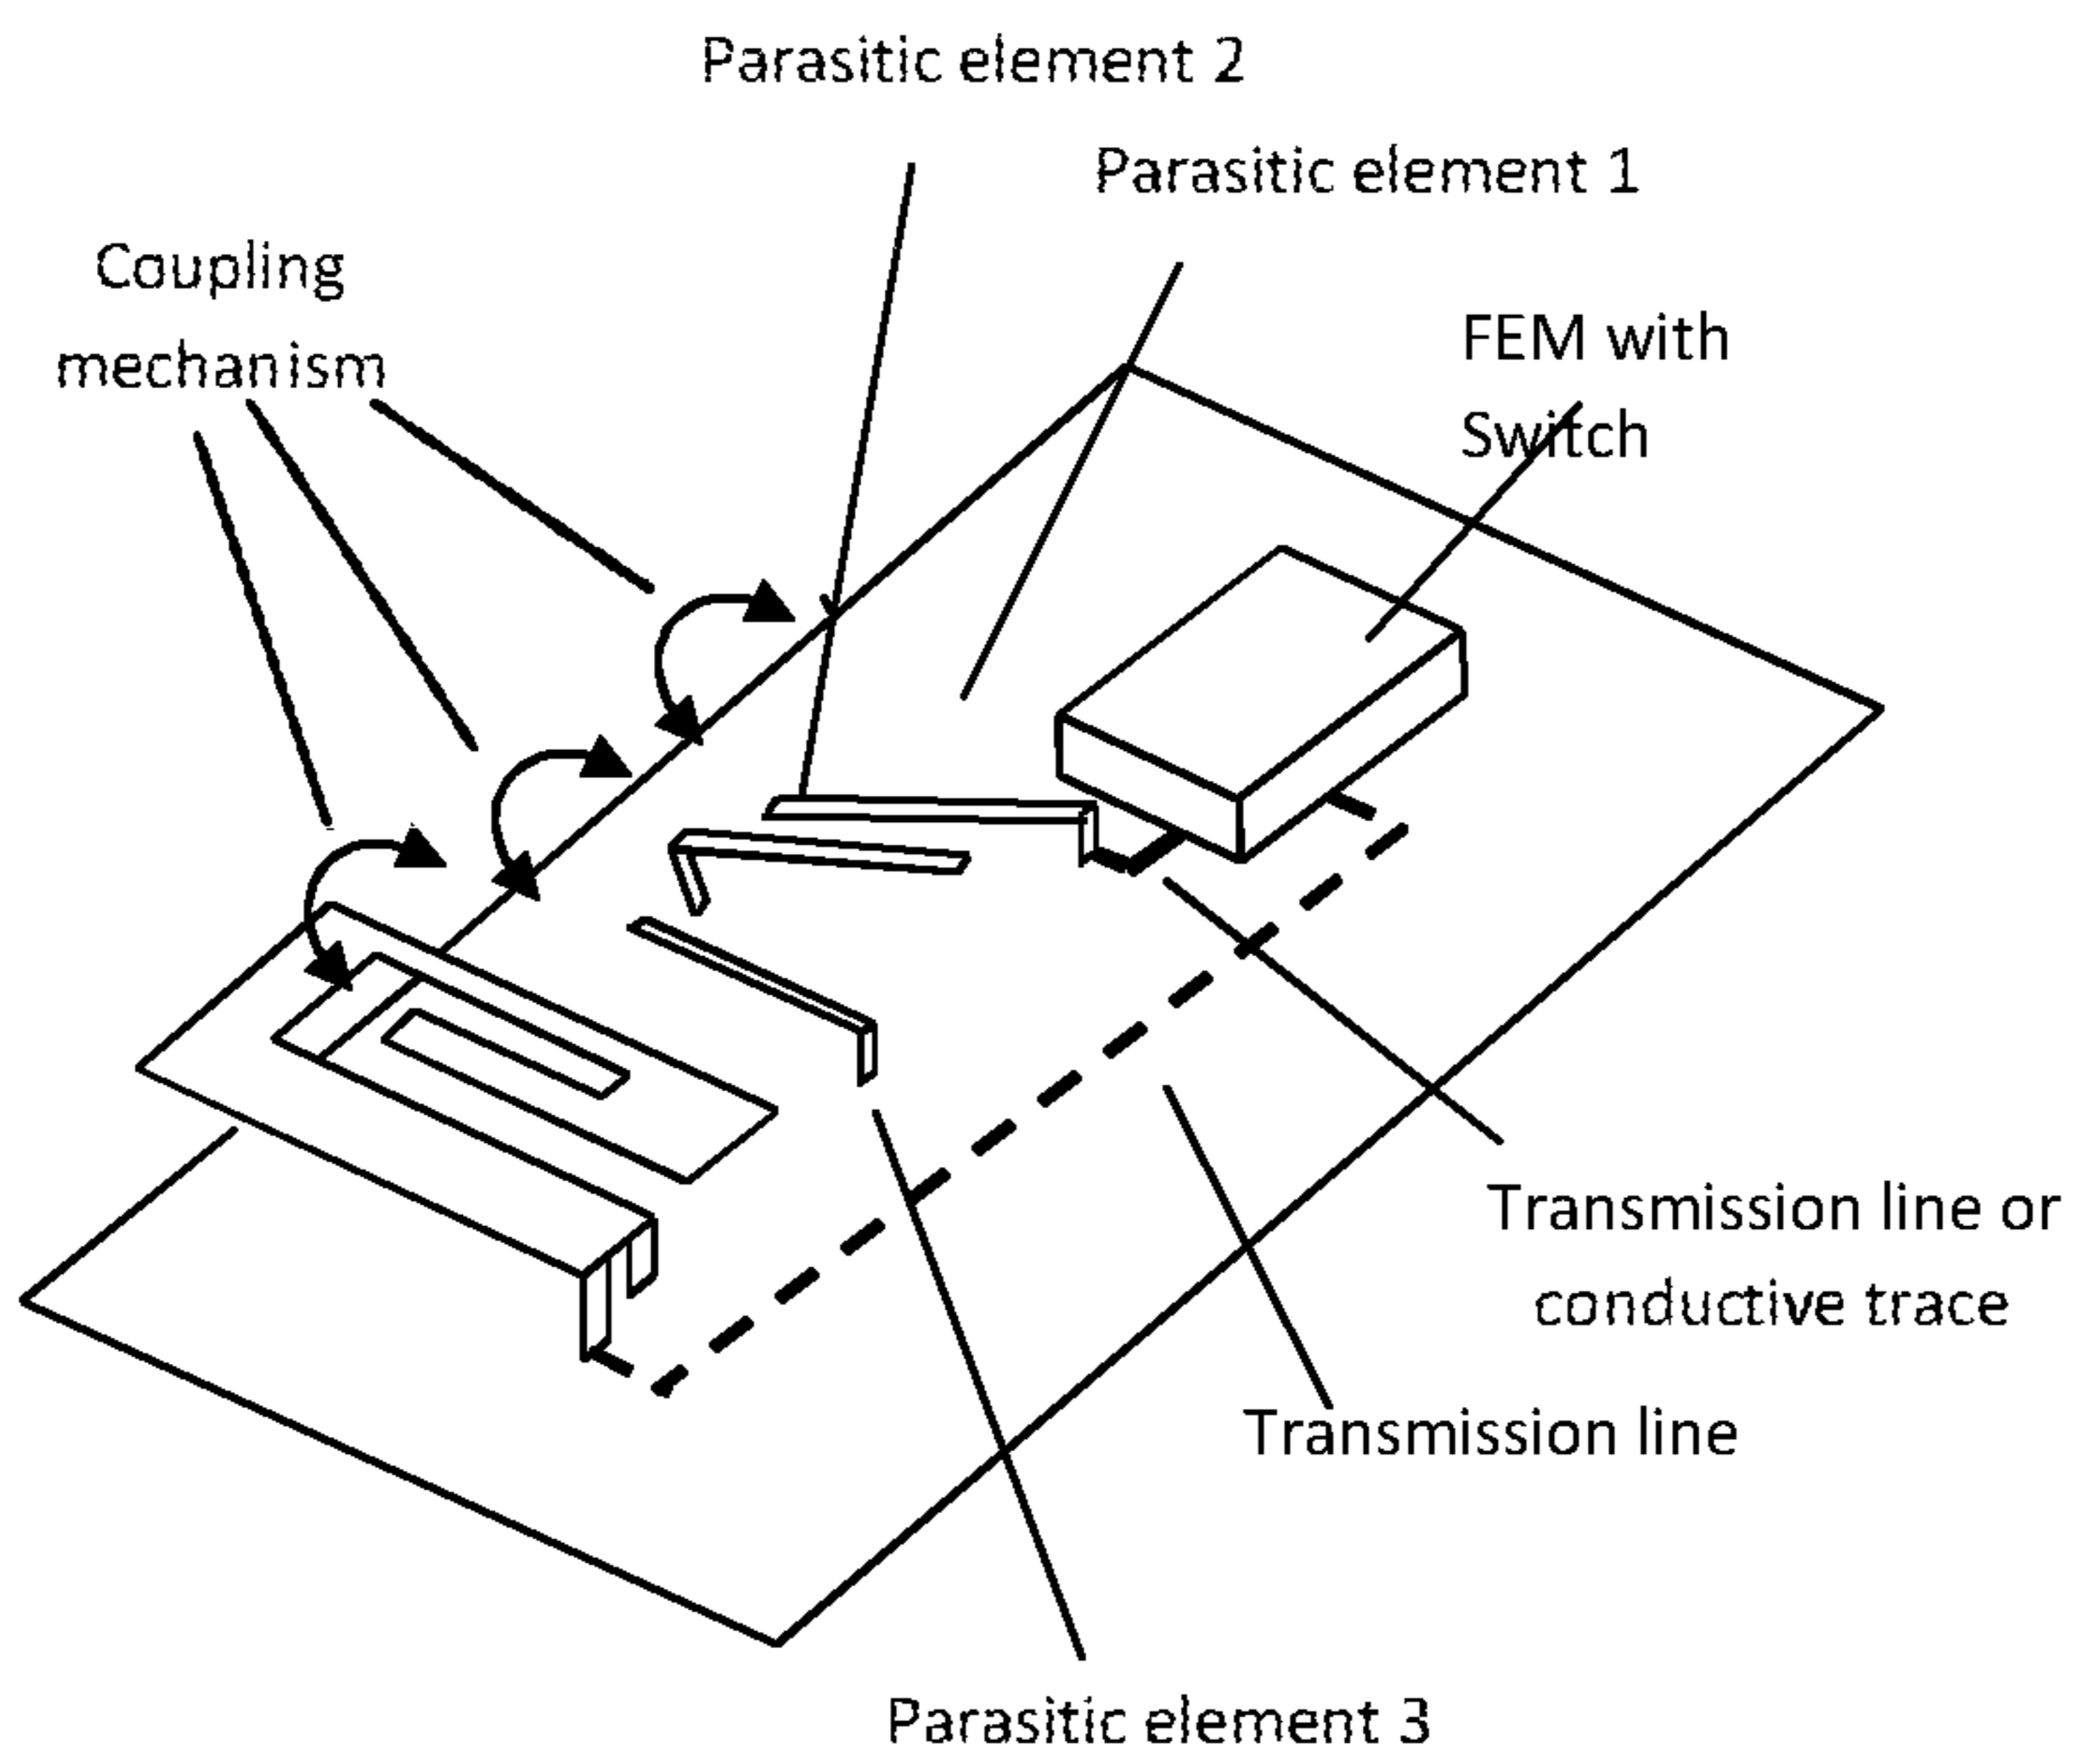 Parasitic element 2
Parasitic element 1
Coupling
mechanism
FEM with
Switch
Transmission line or
conductive trace
Transmission line
Parasitic element 3